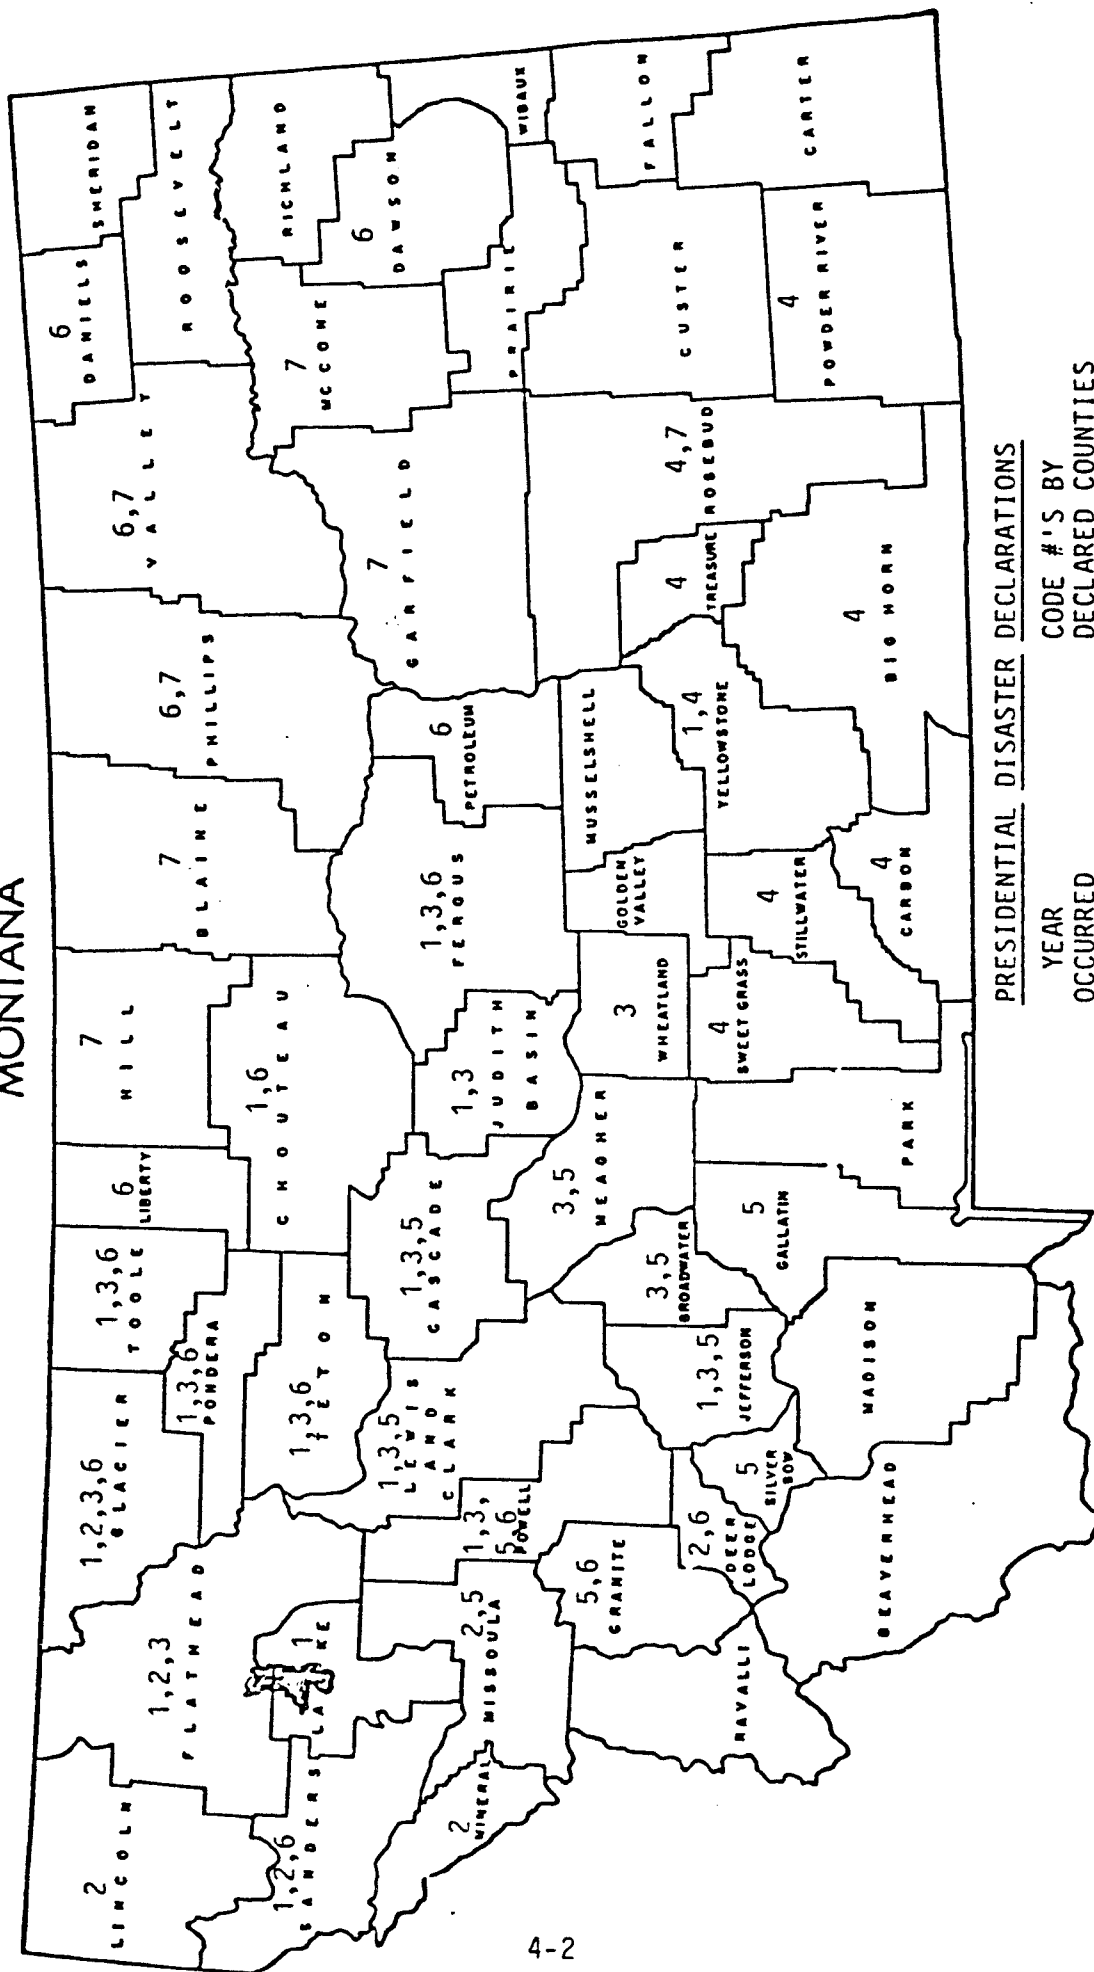 MONTANA
2
LINCOLN
1,2,3
FLATHEAD
1,2,3,6
GLACIER
1,3,6
TOOLE
6
LIBERTY
7
HILL
7
BLAINE
6,7
PHILLIPS
6,7
VALLEY
6
DANIELS
SHERIDAN
ROOSEVELT
1,2,6
SANDERS
1
LAKE
1,3,6
PONDERA
1,3,6
TETON
1,6
CHOUTEAU
7
GARFIELD
7
MCCONE
RICHLAND
6
DAWSON
2
MINERAL
2,5
MISSOULA
1,3,
5,6
POWELL
1,3,5
LEWIS
AND
CLARK
1,3,5
CASCADE
1,3
JUDITH
BASIN
1,3,6
FERGUS
6
PETROLEUM
PRAIRIE
WIBAUX
5,6
GRANITE
3,5
MEAGHER
3
WHEATLAND
GOLDEN
VALLEY
MUSSELSHELL
4
TREASURE
4,7
ROSEBUD
CUSTER
FALLON
RAVALLI
2,6
DEER
LODGE
5
SILVER
BOW
1,3,5
JEFFERSON
3,5
BROADWATER
5
GALLATIN
PARK
4
SWEET GRASS
4
STILLWATER
1,4
YELLOWSTONE
4
BIG HORN
4
POWDER RIVER
CARTER
BEAVERHEAD
MADISON
4
CARBON
PRESIDENTIAL DISASTER DECLARATIONS
YEAR CODE #'S BY
OCCURRED DECLARED COUNTIES
4-2